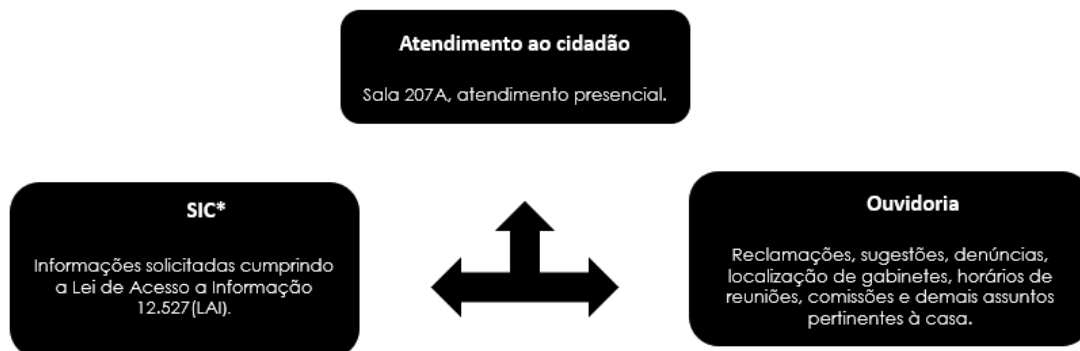 Atendimento ao cidadão
Sala 207A, atendimento presencial.
SIC*
Informações solicitadas cumprindo
a Lei de Acesso a Informação
12.527(LAI).
Ouvidoria
Reclamações, sugestões, denúncias,
localização de gabinetes, horários de
reuniões, comissões e demais assuntos
pertinentes à casa.